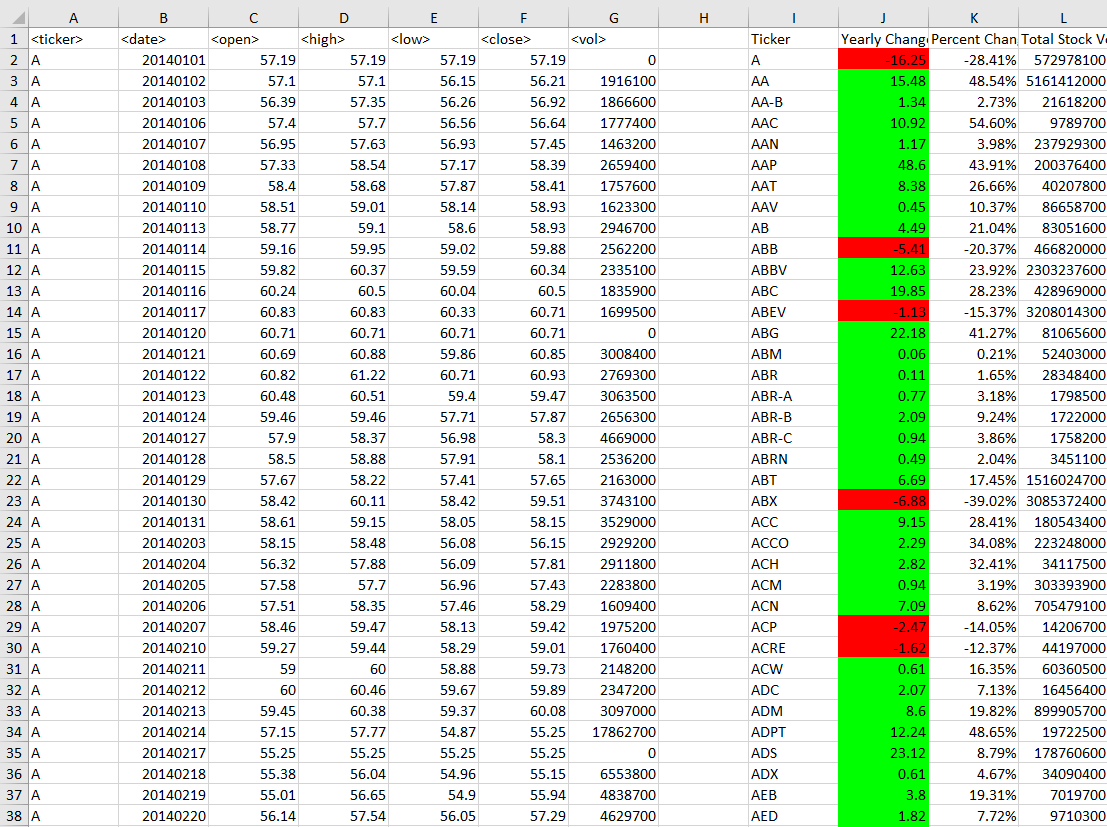 A B C D E F G H I J K L
1 <ticker> <date> <open> <high> <low> <close> <vol> Ticker Yearly Chang Percent Chan Total Stock Vo
2 A 20140101 57.19 57.19 57.19 57.19 0 A -16.25 -28.41% 572978100
3 A 20140102 57.1 57.1 56.15 56.21 1916100 AA 15.48 48.54% 5161412000
4 A 20140103 56.39 57.35 56.26 56.92 1866600 AA-B 1.34 2.73% 21618200
5 A 20140106 57.4 57.7 56.56 56.64 1777400 AAC 10.92 54.60% 9789700
6 A 20140107 56.95 57.63 56.93 57.45 1463200 AAN 1.17 3.98% 237929300
7 A 20140108 57.33 58.54 57.17 58.39 2659400 AAP 48.6 43.91% 200376400
8 A 20140109 58.4 58.68 57.87 58.41 1757600 AAT 8.38 26.66% 40207800
9 A 20140110 58.51 59.01 58.14 58.93 1623300 AAV 0.45 10.37% 86658700
10 A 20140113 58.77 59.1 58.6 58.93 2946700 AB 4.49 21.04% 83051600
11 A 20140114 59.16 59.95 59.02 59.88 2562200 ABB -5.41 -20.37% 466820000
12 A 20140115 59.82 60.37 59.59 60.34 2335100 ABBV 12.63 23.92% 2303237600
13 A 20140116 60.24 60.5 60.04 60.5 1835900 ABC 19.85 28.23% 428969000
14 A 20140117 60.83 60.83 60.33 60.71 1699500 ABEV -1.13 -15.37% 3208014300
15 A 20140120 60.71 60.71 60.71 60.71 0 ABG 22.18 41.27% 81065600
16 A 20140121 60.69 60.88 59.86 60.85 3008400 ABM 0.06 0.21% 52403000
17 A 20140122 60.82 61.22 60.71 60.93 2769300 ABR 0.11 1.65% 28348400
18 A 20140123 60.48 60.51 59.4 59.47 3063500 ABR-A 0.77 3.18% 1798500
19 A 20140124 59.46 59.46 57.71 57.87 2656300 ABR-B 2.09 9.24% 1722000
20 A 20140127 57.9 58.37 56.98 58.3 4669000 ABR-C 0.94 3.86% 1758200
21 A 20140128 58.5 58.88 57.91 58.1 2536200 ABRN 0.49 2.04% 3451100
22 A 20140129 57.67 58.22 57.41 57.65 2163000 ABT 6.69 17.45% 1516024700
23 A 20140130 58.42 60.11 58.42 59.51 3743100 ABX -6.88 -39.02% 3085372400
24 A 20140131 58.61 59.15 58.05 58.15 3529000 ACC 9.15 28.41% 180543400
25 A 20140203 58.15 58.48 56.08 56.15 2929200 ACCO 2.29 34.08% 223248000
26 A 20140204 56.32 57.88 56.09 57.81 2911800 ACH 2.82 32.41% 34117500
27 A 20140205 57.58 57.7 56.96 57.43 2283800 ACM 0.94 3.19% 303393900
28 A 20140206 57.51 58.35 57.46 58.29 1609400 ACN 7.09 8.62% 705479100
29 A 20140207 58.46 59.47 58.13 59.42 1975200 ACP -2.47 -14.05% 14206700
30 A 20140210 59.27 59.44 58.29 59.01 1760400 ACRE -1.62 -12.37% 44197000
31 A 20140211 59 60 58.88 59.73 2148200 ACW 0.61 16.35% 60360500
32 A 20140212 60 60.46 59.67 59.89 2347200 ADC 2.07 7.13% 16456400
33 A 20140213 59.45 60.38 59.37 60.08 3097000 ADM 8.6 19.82% 899905700
34 A 20140214 57.15 57.77 54.87 55.25 17862700 ADPT 12.24 48.65% 19722500
35 A 20140217 55.25 55.25 55.25 55.25 0 ADS 23.12 8.79% 178760600
36 A 20140218 55.38 56.04 54.96 55.15 6553800 ADX 0.61 4.67% 34090400
37 A 20140219 55.01 56.65 54.9 55.94 4838700 AEB 3.8 19.31% 7019700
38 A 20140220 56.14 57.54 56.05 57.29 4629700 AED 1.82 7.72% 9710300